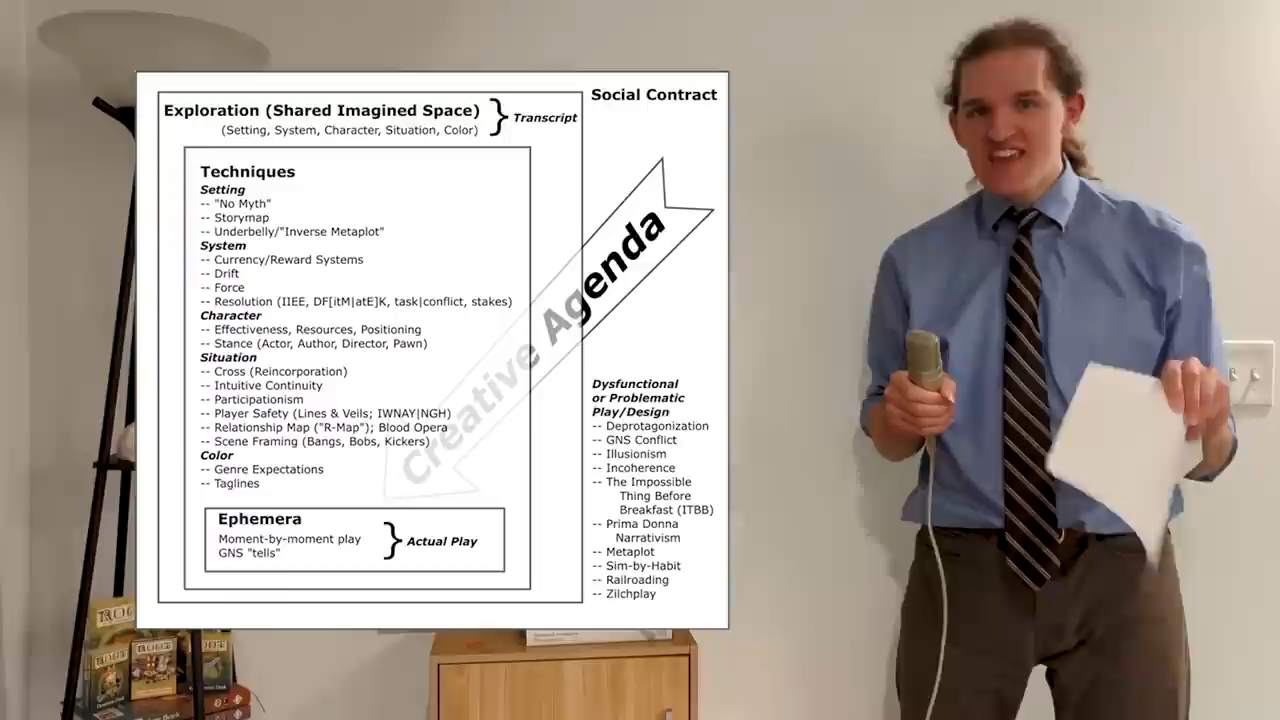 Exploration (Shared Imagined Space)
(Setting, System, Character, Situation, Color)
Transcript
Social Contract
Techniques
Setting
-- "No Myth"
-- Storymap
-- Underbelly/"Inverse Metaplot"
System
-- Currency/Reward Systems
-- Drift
-- Force
-- Resolution (IIEE, DF[itM|atE]K, task|conflict, stakes)
Character
-- Effectiveness, Resources, Positioning
-- Stance (Actor, Author, Director, Pawn)
Situation
-- Cross (Reincorporation)
-- Intuitive Continuity
-- Participationism
-- Player Safety (Lines & Veils; IWNAY|NGH)
-- Relationship Map ("R-Map"); Blood Opera
-- Scene Framing (Bangs, Bobs, Kickers)
Color
-- Genre Expectations
-- Taglines
Ephemera
Moment-by-moment play
GNS "tells"
Actual Play
Creative Agenda
Dysfunctional
or Problematic
Play/Design
-- Deprotagonization
-- GNS Conflict
-- Illusionism
-- Incoherence
-- The Impossible
Thing Before
Breakfast (ITBB)
-- Prima Donna
Narrativism
-- Metaplot
-- Sim-by-Habit
-- Railroading
-- Zilchplay